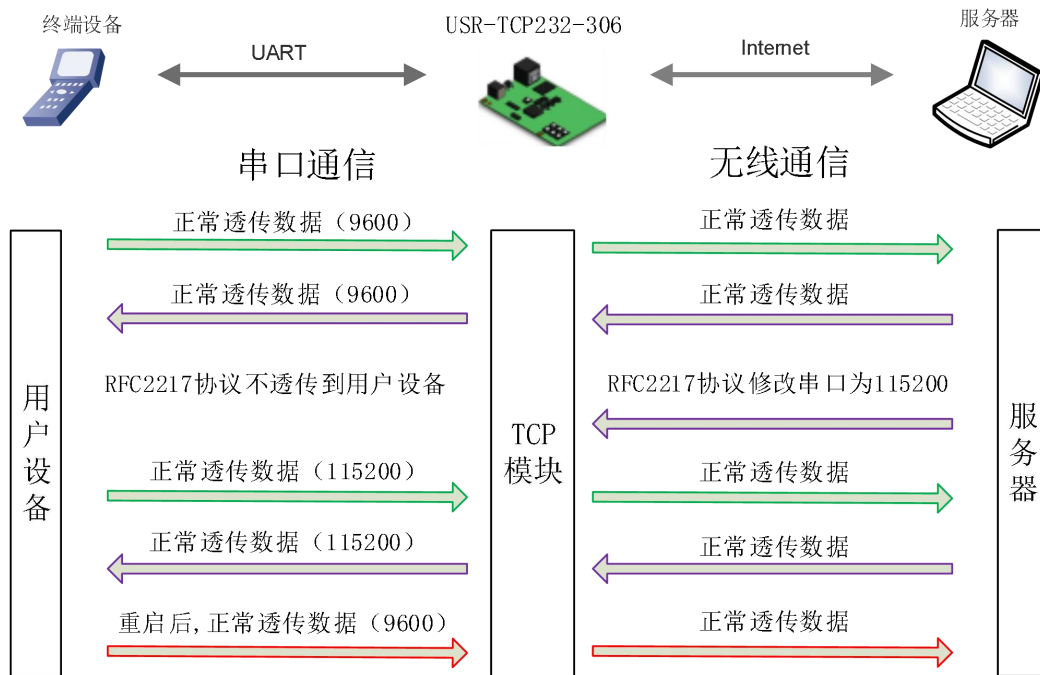 终端设备
USR-TCP232-306
服务器
UART
Internet
串口通信
无线通信
正常透传数据（9600）
正常透传数据
正常透传数据（9600）
正常透传数据
RFC2217协议不透传到用户设备
RFC2217协议修改串口为115200
用户设备
TCP
模块
服务器
正常透传数据（115200）
正常透传数据
正常透传数据（115200）
正常透传数据
重启后,正常透传数据（9600）
正常透传数据